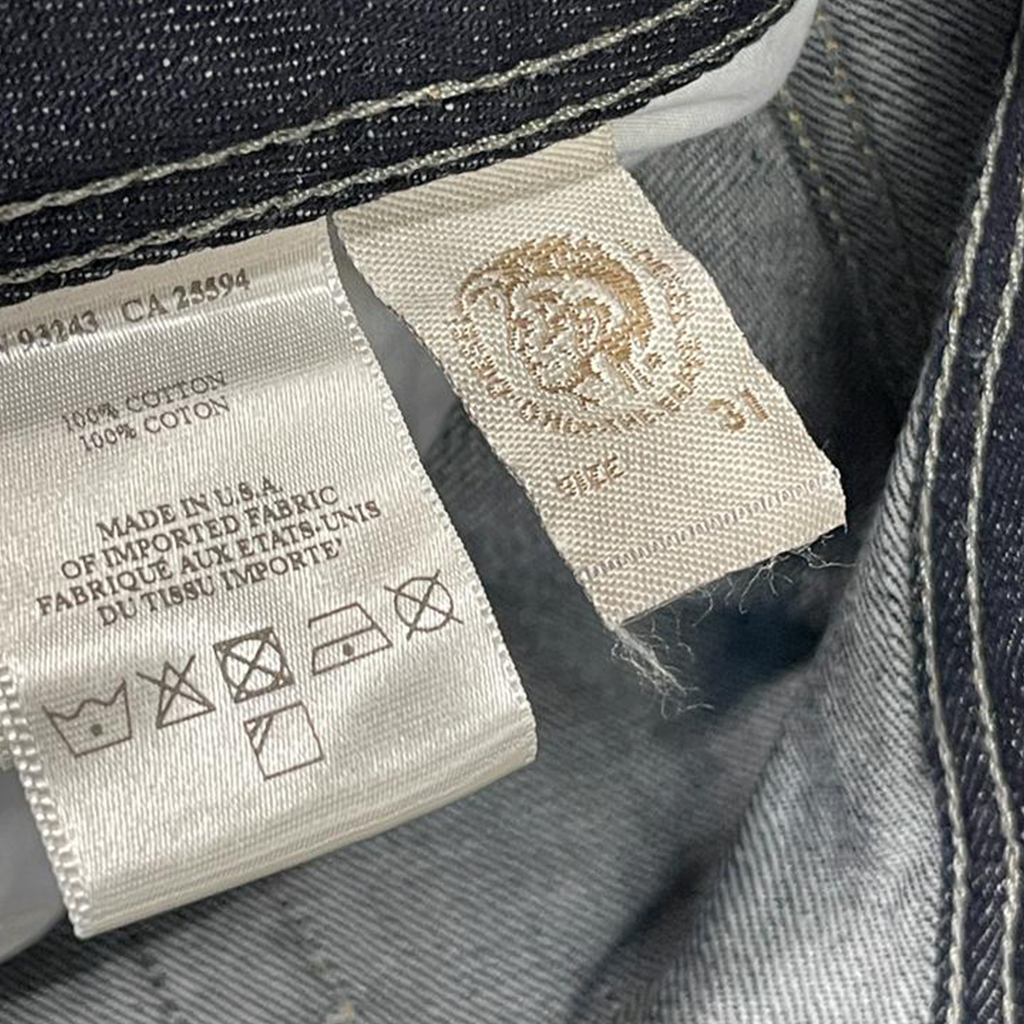 93243 CA 25594
100% COTTON
100% COTON
MADE IN U.S.A.
OF IMPORTED FABRIC
FABRIQUE AUX ETATS-UNIS
DU TISSU IMPORTE'
SIZE 31